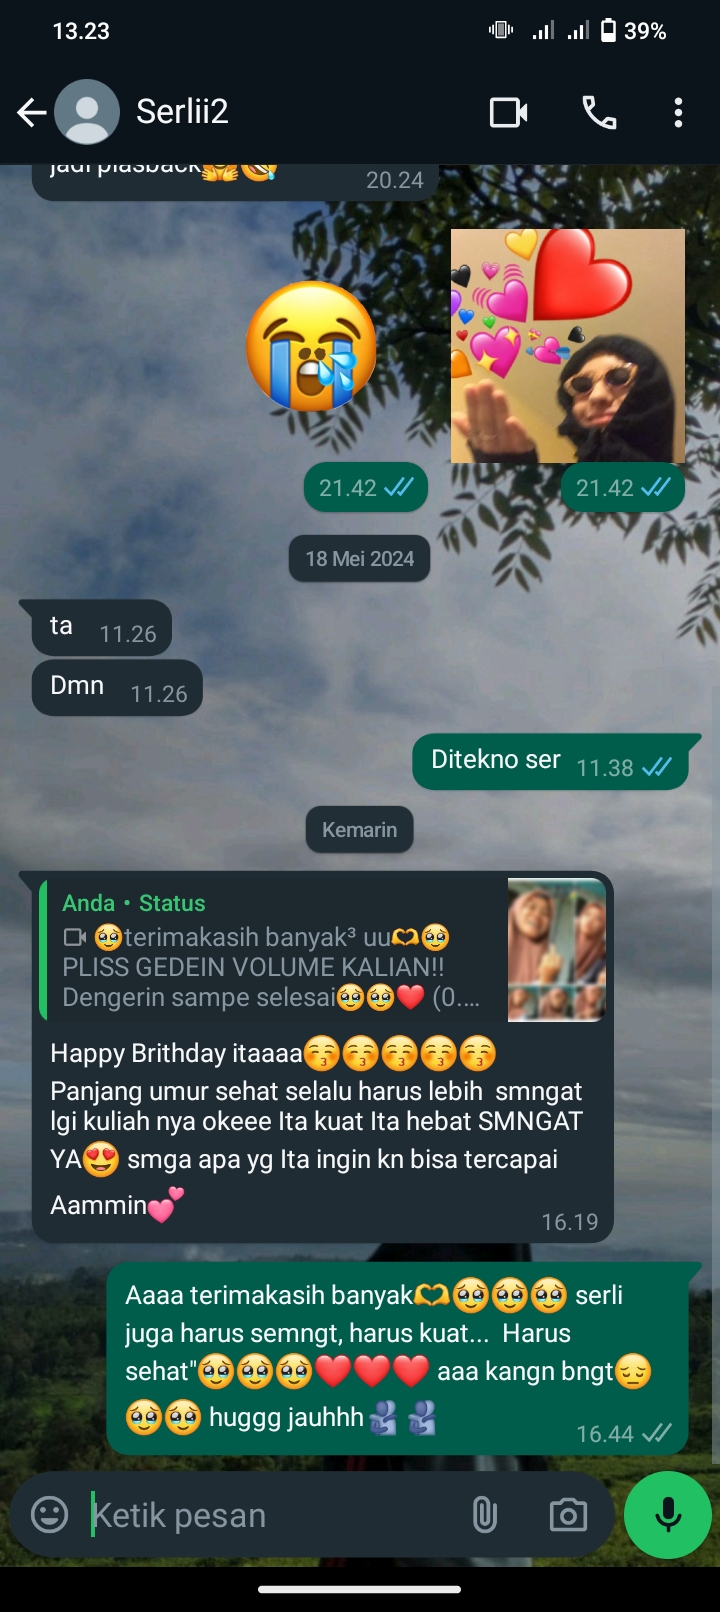 13.23
39%
Serlii2
jadi plasback🤗🤣
20.24
21.42
21.42
18 Mei 2024
ta 11.26
Dmn 11.26
Ditekno ser 11.38
Kemarin
Anda • Status
🥹terimakasih banyak³ uu🫶🥹
PLISS GEDEIN VOLUME KALIAN!!
Dengerin sampe selesai🥹🥹❤️ (0....
Happy Brithday itaaaa😚😚😚😚😚
Panjang umur sehat selalu harus lebih smngat
lgi kuliah nya okeee Ita kuat Ita hebat SMNGAT
YA😍 smga apa yg Ita ingin kn bisa tercapai
Aammin💕
16.19
Aaaa terimakasih banyak🫶🥹🥹🥹 serli
juga harus semngt, harus kuat... Harus
sehat"🥹🥹🥹❤️❤️❤️ aaa kangn bngt😔
🥹🥹 huggg jauhhh🫂🫂
16.44
Ketik pesan